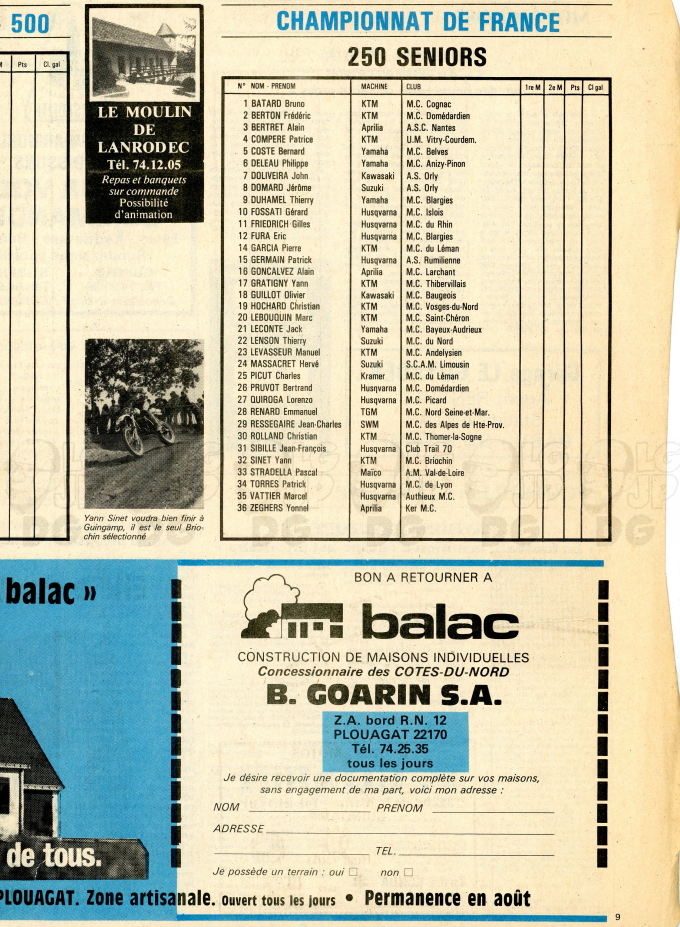 500
M Pts Cl. gal
LE MOULIN
DE
LANRODEC
Tél. 74.12.05
Repas et banquets
sur commande
Possibilité
d'animation
Yann Sinet voudra bien finir à
Guingamp, il est le seul Brio-
chin sélectionné
CHAMPIONNAT DE FRANCE
250 SENIORS
N° NOM - PRENOM MACHINE CLUB 1re M 2e M Pts Cl gal
1 BATARD Bruno KTM M.C. Cognac
2 BERTON Frédéric KTM M.C. Domédardien
3 BERTRET Alain Aprilia A.S.C. Nantes
4 COMPERE Patrice KTM U.M. Vitry-Courdem.
5 COSTE Bernard Yamaha M.C. Belves
6 DELEAU Philippe Yamaha M.C. Anizy-Pinon
7 DOLIVEIRA John Kawasaki A.S. Orly
8 DOMARD Jérôme Suzuki A.S. Orly
9 DUHAMEL Thierry Yamaha M.C. Blargies
10 FOSSATI Gérard Husqvarna M.C. Islois
11 FRIEDRICH Gilles Husqvarna M.C. du Rhin
12 FURA Eric Husqvarna M.C. Blargies
14 GARCIA Pierre KTM M.C. du Léman
15 GERMAIN Patrick Husqvarna A.S. Rumilienne
16 GONCALVEZ Alain Aprilia M.C. Larchant
17 GRATIGNY Yann KTM M.C. Thibervillais
18 GUILLOT Olivier Kawasaki M.C. Baugeois
19 HOCHARD Christian KTM M.C. Vosges-du-Nord
20 LEBOUQUIN Marc KTM M.C. Saint-Chéron
21 LECONTE Jack Yamaha M.C. Bayeux-Audrieux
22 LENSON Thierry Suzuki M.C. du Nord
23 LEVASSEUR Manuel KTM M.C. Andelysien
24 MASSACRET Hervé Suzuki S.C.A.M. Limousin
25 PICUT Charles Kramer M.C. du Léman
26 PRUVOT Bertrand Husqvarna M.C. Domédardien
27 QUIROGA Lorenzo Husqvarna M.C. Picard
28 RENARD Emmanuel TGM M.C. Nord Seine-et-Mar.
29 RESSEGAIRE Jean-Charles SWM M.C. des Alpes de Hte-Prov.
30 ROLLAND Christian KTM M.C. Thomer-la-Sogne
31 SIBILLE Jean-François Husqvarna Club Trail 70
32 SINET Yann KTM M.C. Briochin
33 STRADELLA Pascal Maïco A.M. Val-de-Loire
34 TORRES Patrick Husqvarna M.C. de Lyon
35 VATTIER Marcel Husqvarna Authieux M.C.
36 ZEGHERS Yonnel Aprilia Ker M.C.
balac »
de tous.
BON A RETOURNER A
balac
CONSTRUCTION DE MAISONS INDIVIDUELLES
Concessionnaire des COTES-DU-NORD
B. GOARIN S.A.
Z.A. bord R.N. 12
PLOUAGAT 22170
Tél. 74.25.35
tous les jours
Je désire recevoir une documentation complète sur vos maisons,
sans engagement de ma part, voici mon adresse :
NOM PRENOM
ADRESSE
TEL.
Je possède un terrain : oui □ non □
PLOUAGAT. Zone artisanale. Ouvert tous les jours • Permanence en août
9